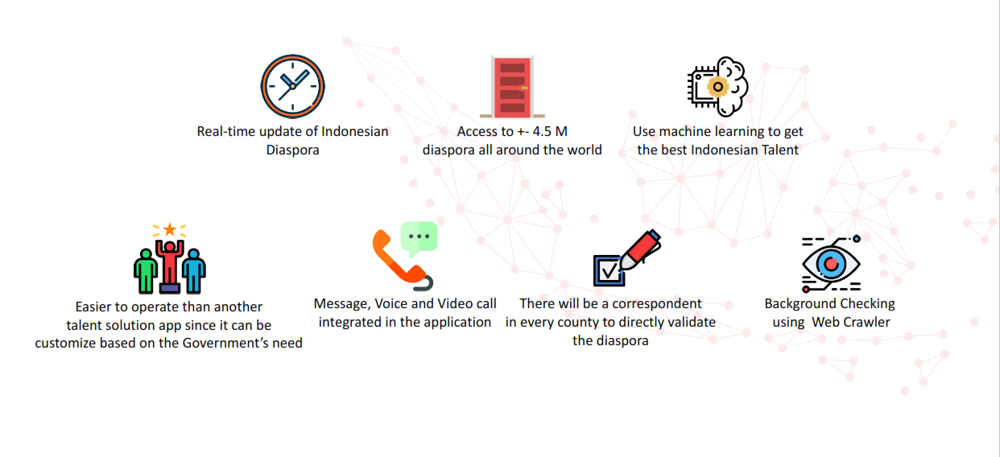 Real-time update of Indonesian
Diaspora
Access to +- 4.5 M
diaspora all around the world
Use machine learning to get
the best Indonesian Talent
Easier to operate than another
talent solution app since it can be
customize based on the Government’s need
Message, Voice and Video call
integrated in the application
There will be a correspondent
in every county to directly validate
the diaspora
Background Checking
using  Web Crawler